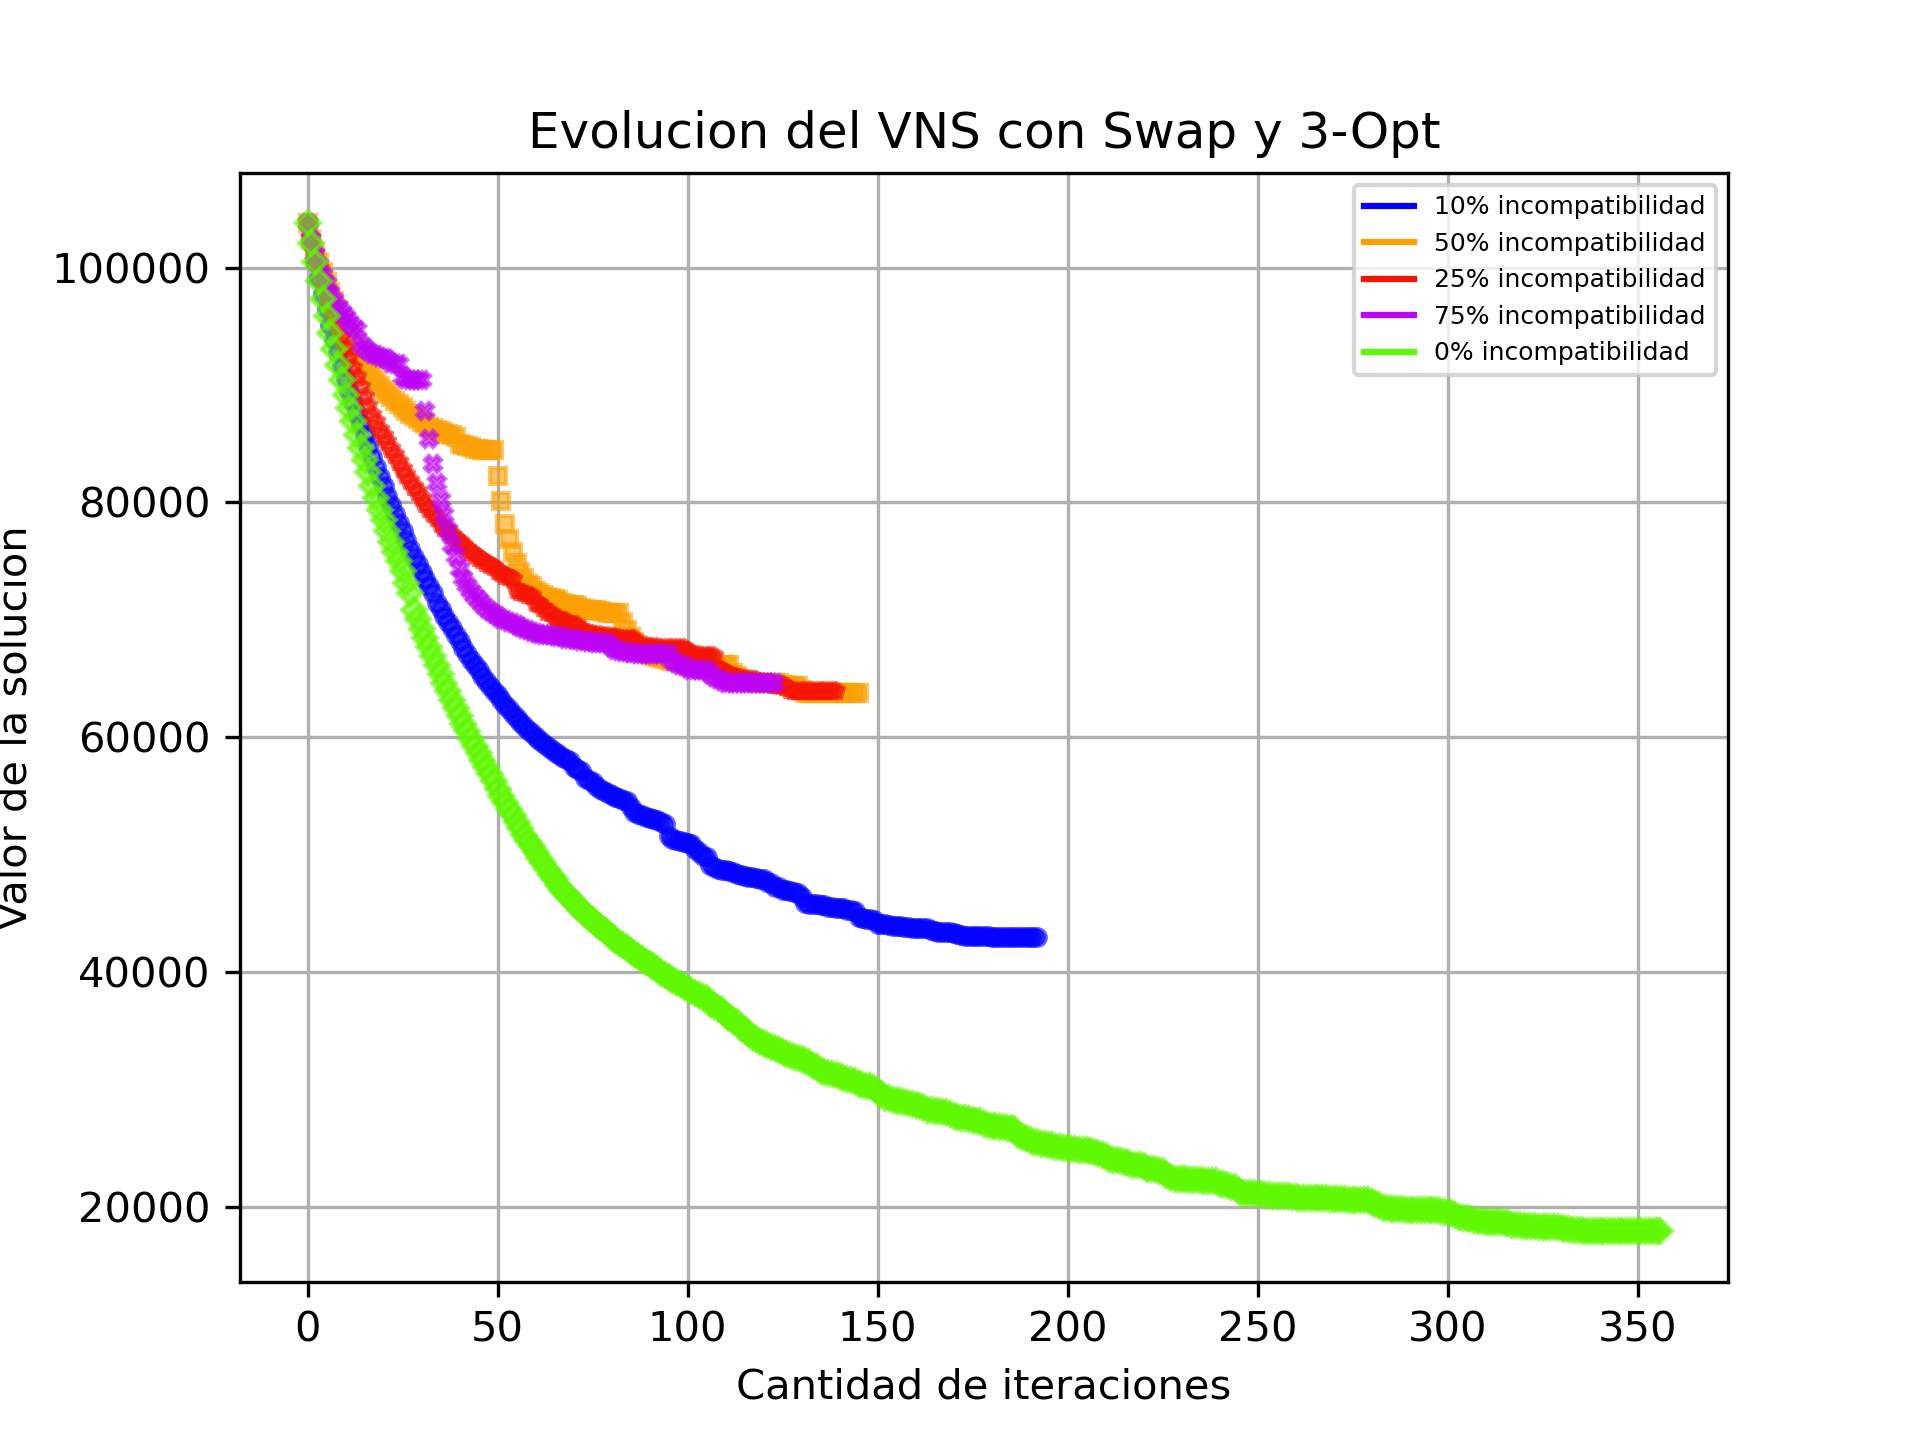 Evolucion del VNS con Swap y 3-Opt
10% incompatibilidad
50% incompatibilidad
25% incompatibilidad
75% incompatibilidad
0% incompatibilidad
100000
80000
60000
40000
20000
Valor de la solucion
0 50 100 150 200 250 300 350
Cantidad de iteraciones